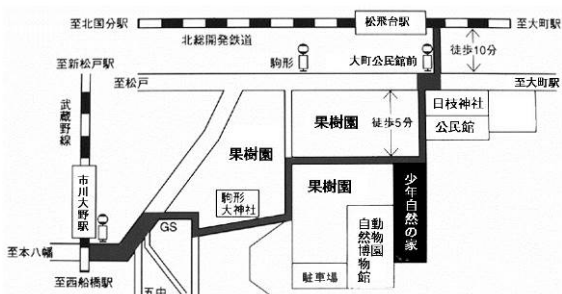 至北国分駅
松飛台駅
至大町駅
北総開発鉄道
徒歩10分
駒形
大町公民館前
至新松戸駅
至松戸
至大町駅
武蔵野線
果樹園
果樹園
徒歩5分
日枝神社
公民館
市川大野駅
駒形
大神社
果樹園
少年自然の家
GS
動物園
自然博物館
至本八幡
至西船橋駅
五中
駐車場